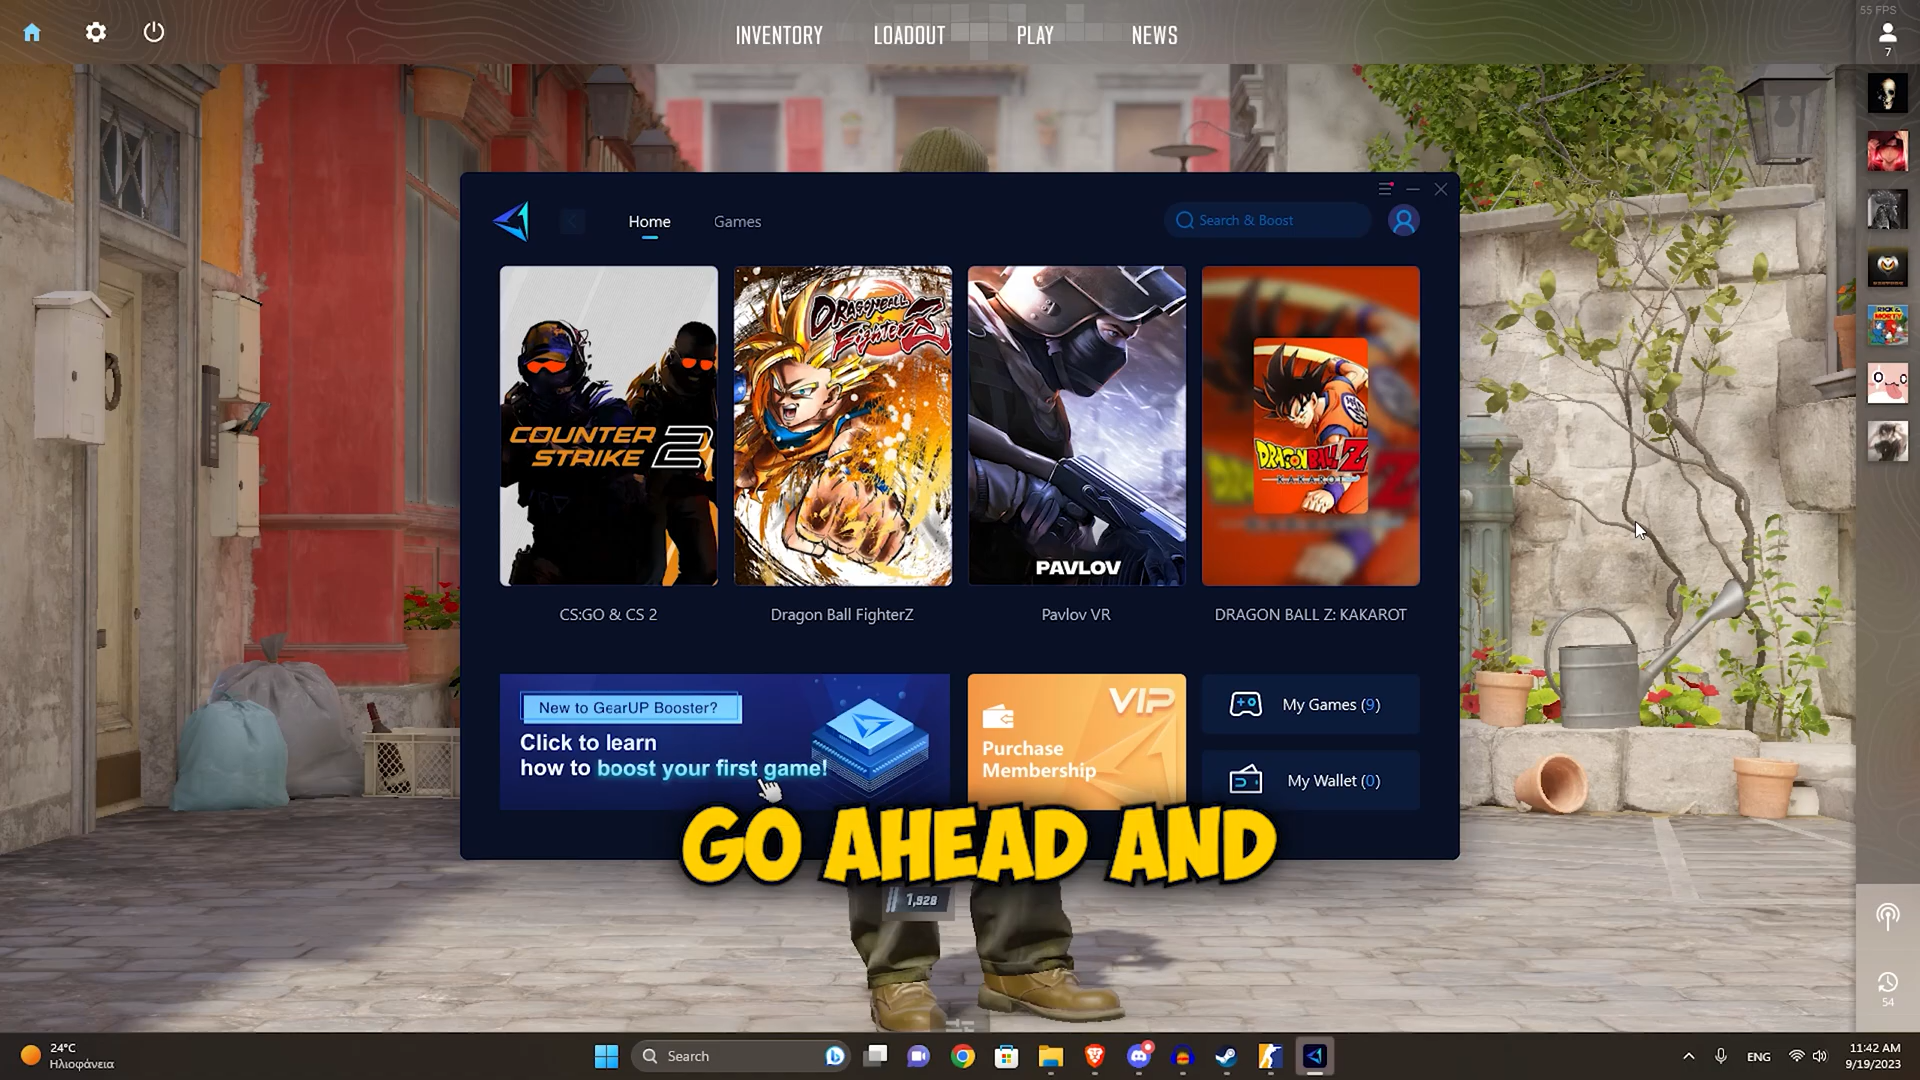 55 FPS
INVENTORY
LOADOUT
PLAY
NEWS
7
Home
Games
Search & Boost
COUNTER
STRIKE 2
DRAGONBALL
FighterZ
PAVLOV
DRAGON BALL Z
KAKAROT
CS:GO & CS 2
Dragon Ball FighterZ
Pavlov VR
DRAGON BALL Z: KAKAROT
New to GearUP Booster?
Click to learn
how to boost your first game!
VIP
Purchase
Membership
My Games (9)
My Wallet (0)
GO AHEAD AND
1,928
54
24°C
Ηλιοφάνεια
Search
ENG
11:42 AM
9/19/2023